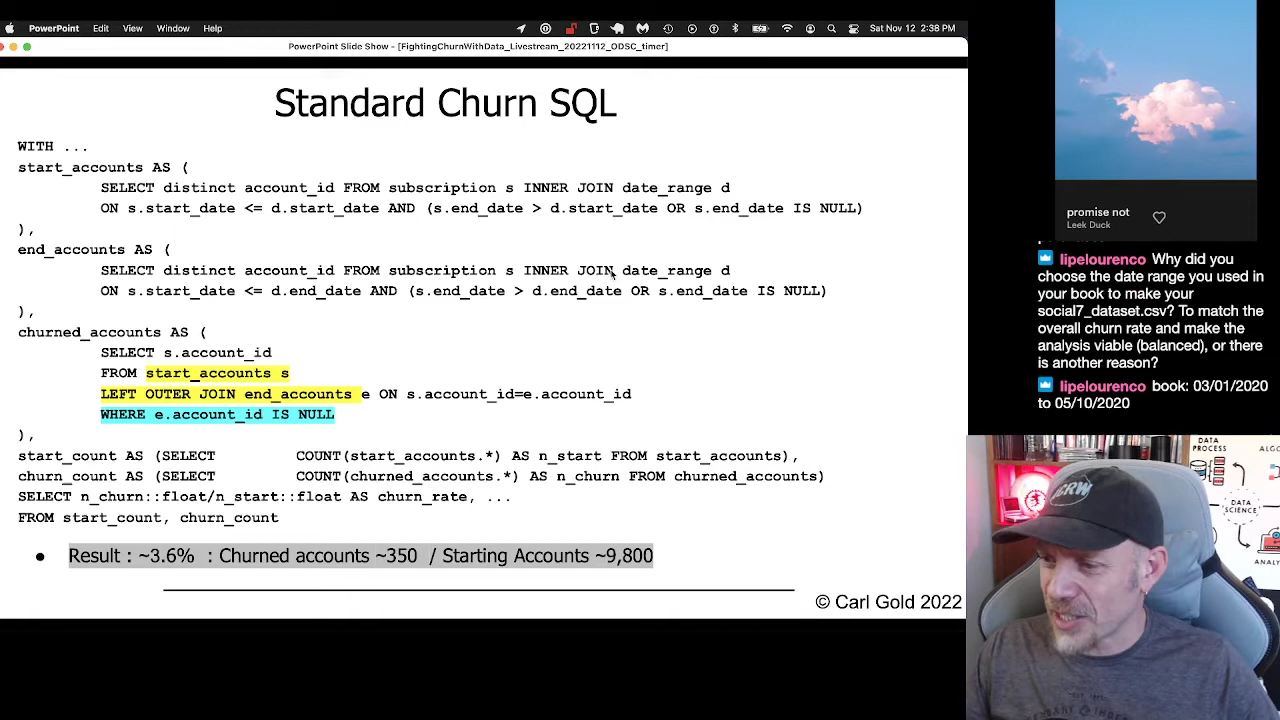 PowerPoint Edit View Window Help Sat Nov 12 2:38 PM
PowerPoint Slide Show - [FightingChurnWithData_Livestream_20221112_ODSC_timer]
Standard Churn SQL
WITH ...
start_accounts AS (
SELECT distinct account_id FROM subscription s INNER JOIN date_range d
ON s.start_date <= d.start_date AND (s.end_date > d.start_date OR s.end_date IS NULL)
),
end_accounts AS (
SELECT distinct account_id FROM subscription s INNER JOIN date_range d
ON s.start_date <= d.end_date AND (s.end_date > d.end_date OR s.end_date IS NULL)
),
churned_accounts AS (
SELECT s.account_id
FROM start_accounts s
LEFT OUTER JOIN end_accounts e ON s.account_id=e.account_id
WHERE e.account_id IS NULL
),
start_count AS (SELECT COUNT(start_accounts.*) AS n_start FROM start_accounts),
churn_count AS (SELECT COUNT(churned_accounts.*) AS n_churn FROM churned_accounts)
SELECT n_churn::float/n_start::float AS churn_rate, ...
FROM start_count, churn_count
● Result : ~3.6% : Churned accounts ~350 / Starting Accounts ~9,800
© Carl Gold 2022
promise not
Leek Duck
lipelourenco Why did you
choose the date range you used in
your book to make your
social7_dataset.csv? To match the
overall churn rate and make the
analysis viable (balanced), or there
is another reason?
lipelourenco book: 03/01/2020
to 05/10/2020
DATA
PROCESS
DATA
SCIENCE